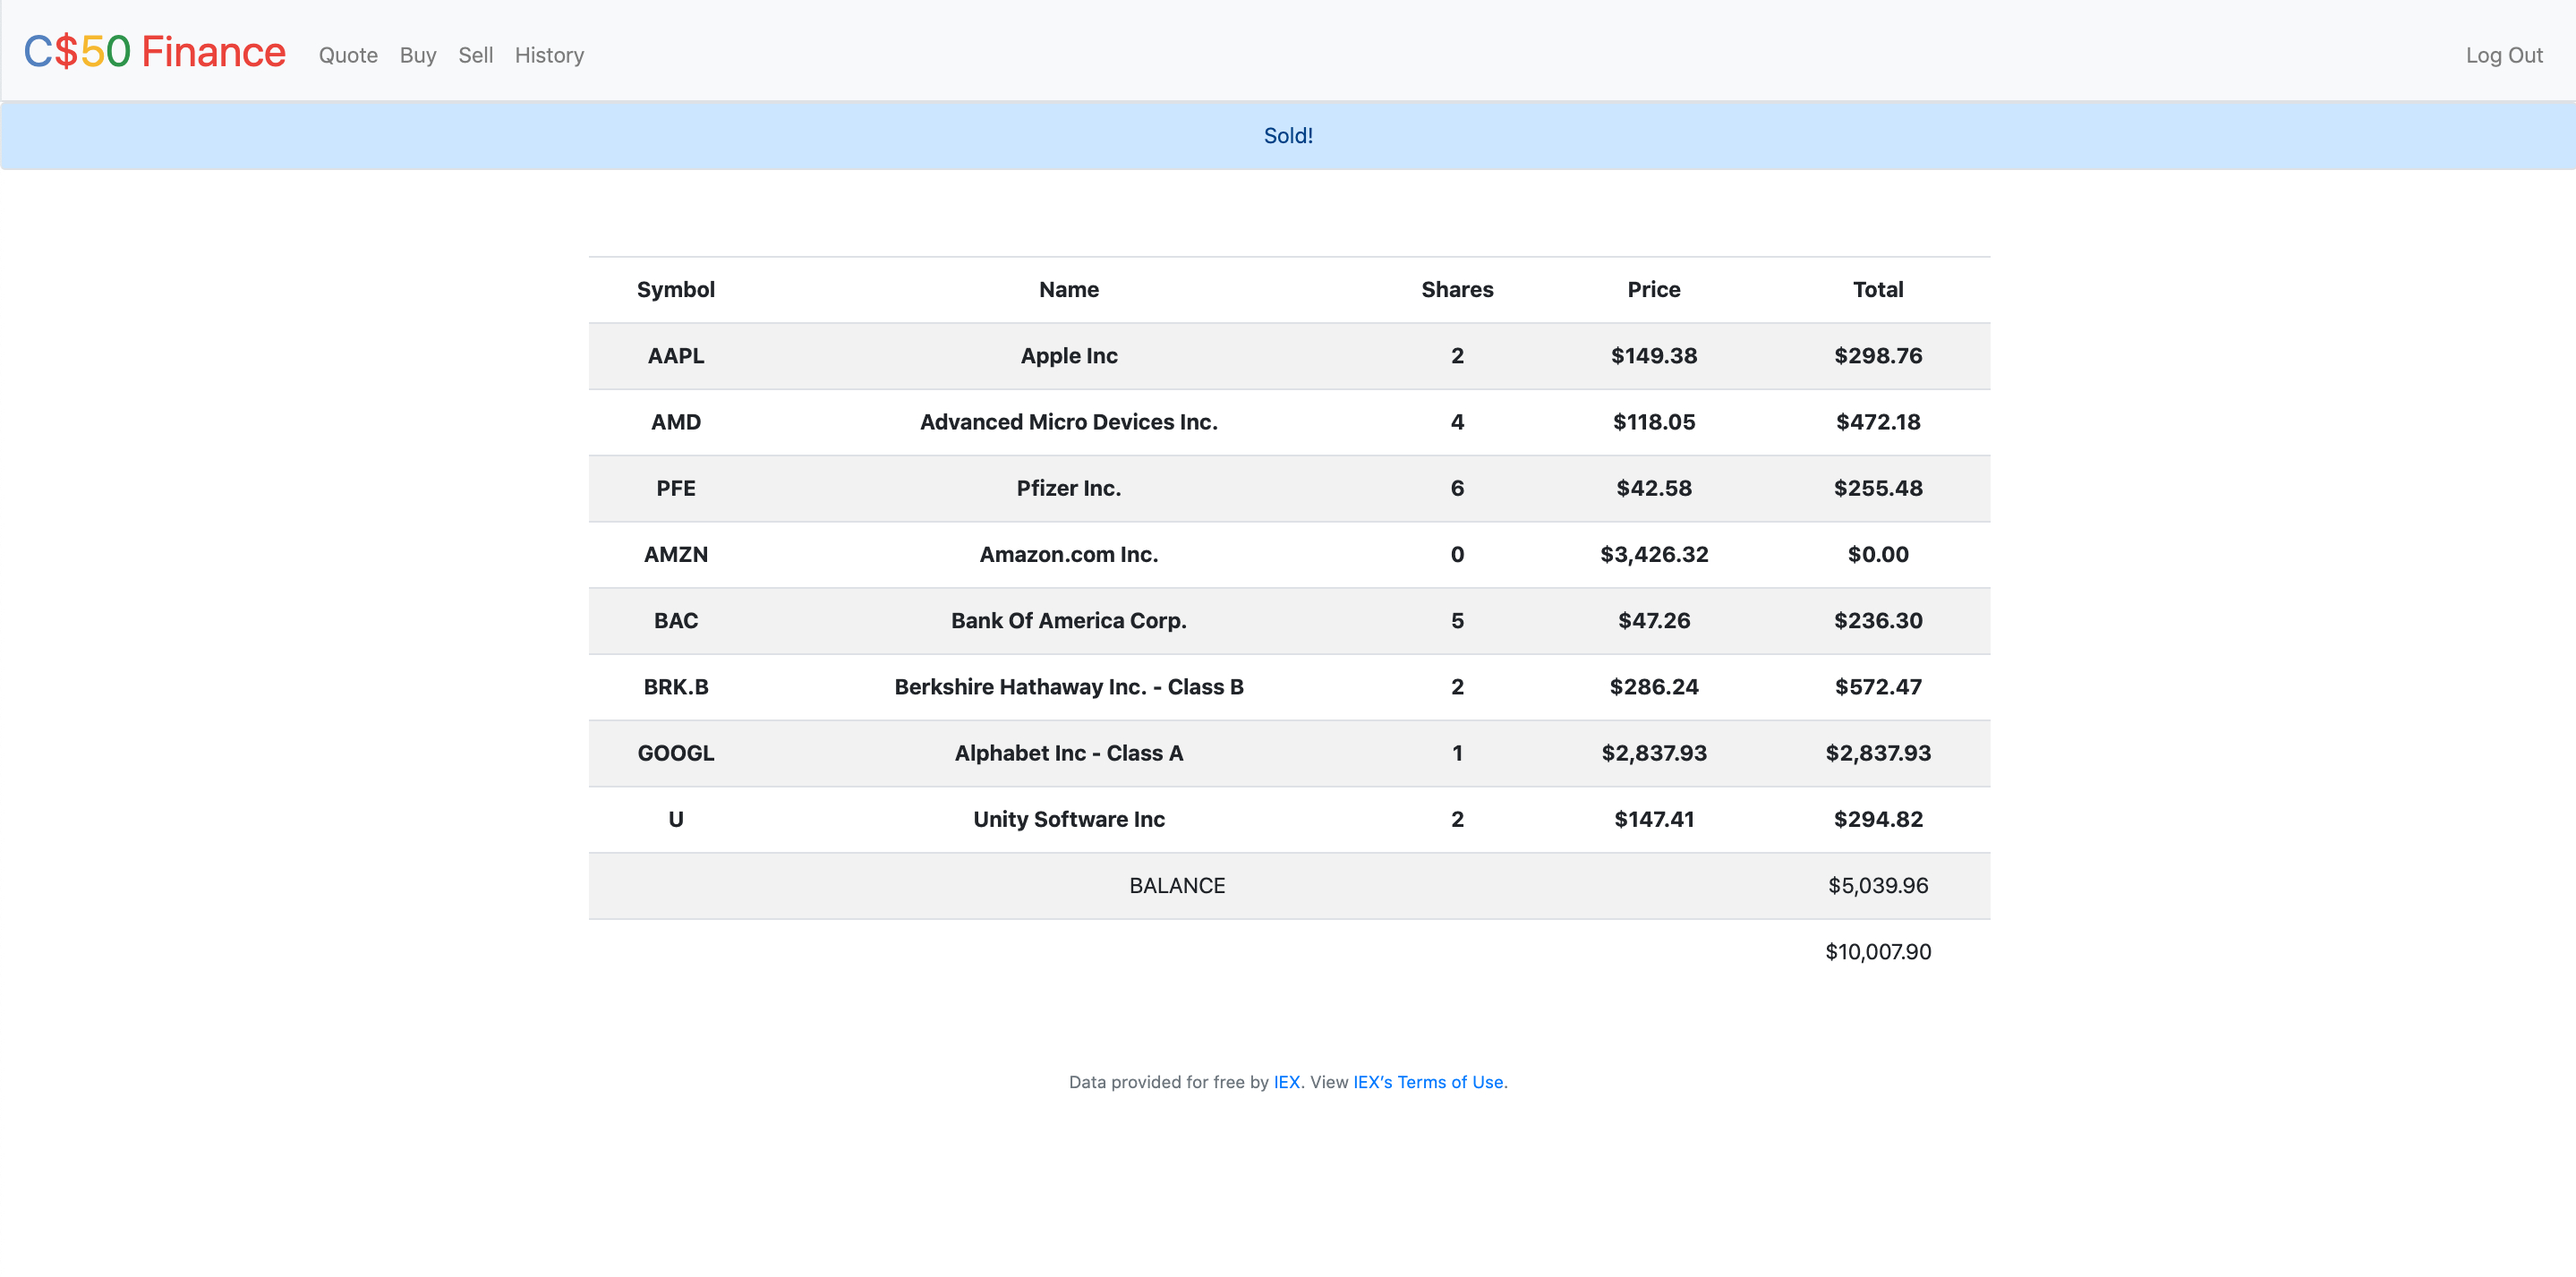 C$50 Finance Quote Buy Sell History Log Out
Sold!
Symbol Name Shares Price Total
AAPL Apple Inc 2 $149.38 $298.76
AMD Advanced Micro Devices Inc. 4 $118.05 $472.18
PFE Pfizer Inc. 6 $42.58 $255.48
AMZN Amazon.com Inc. 0 $3,426.32 $0.00
BAC Bank Of America Corp. 5 $47.26 $236.30
BRK.B Berkshire Hathaway Inc. - Class B 2 $286.24 $572.47
GOOGL Alphabet Inc - Class A 1 $2,837.93 $2,837.93
U Unity Software Inc 2 $147.41 $294.82
BALANCE $5,039.96
$10,007.90
Data provided for free by IEX. View IEX’s Terms of Use.